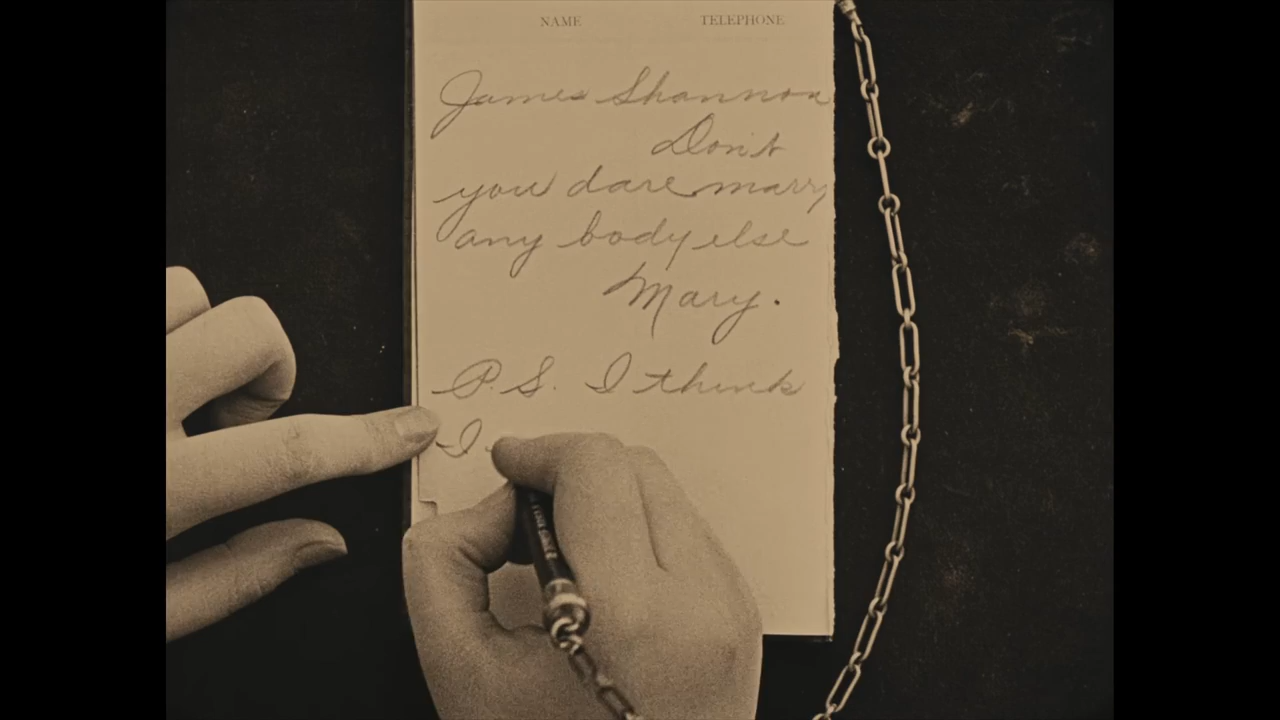 NAME TELEPHONE
James Shannon
Don't
you dare marry
any body else
Mary.
P.S. I think
I